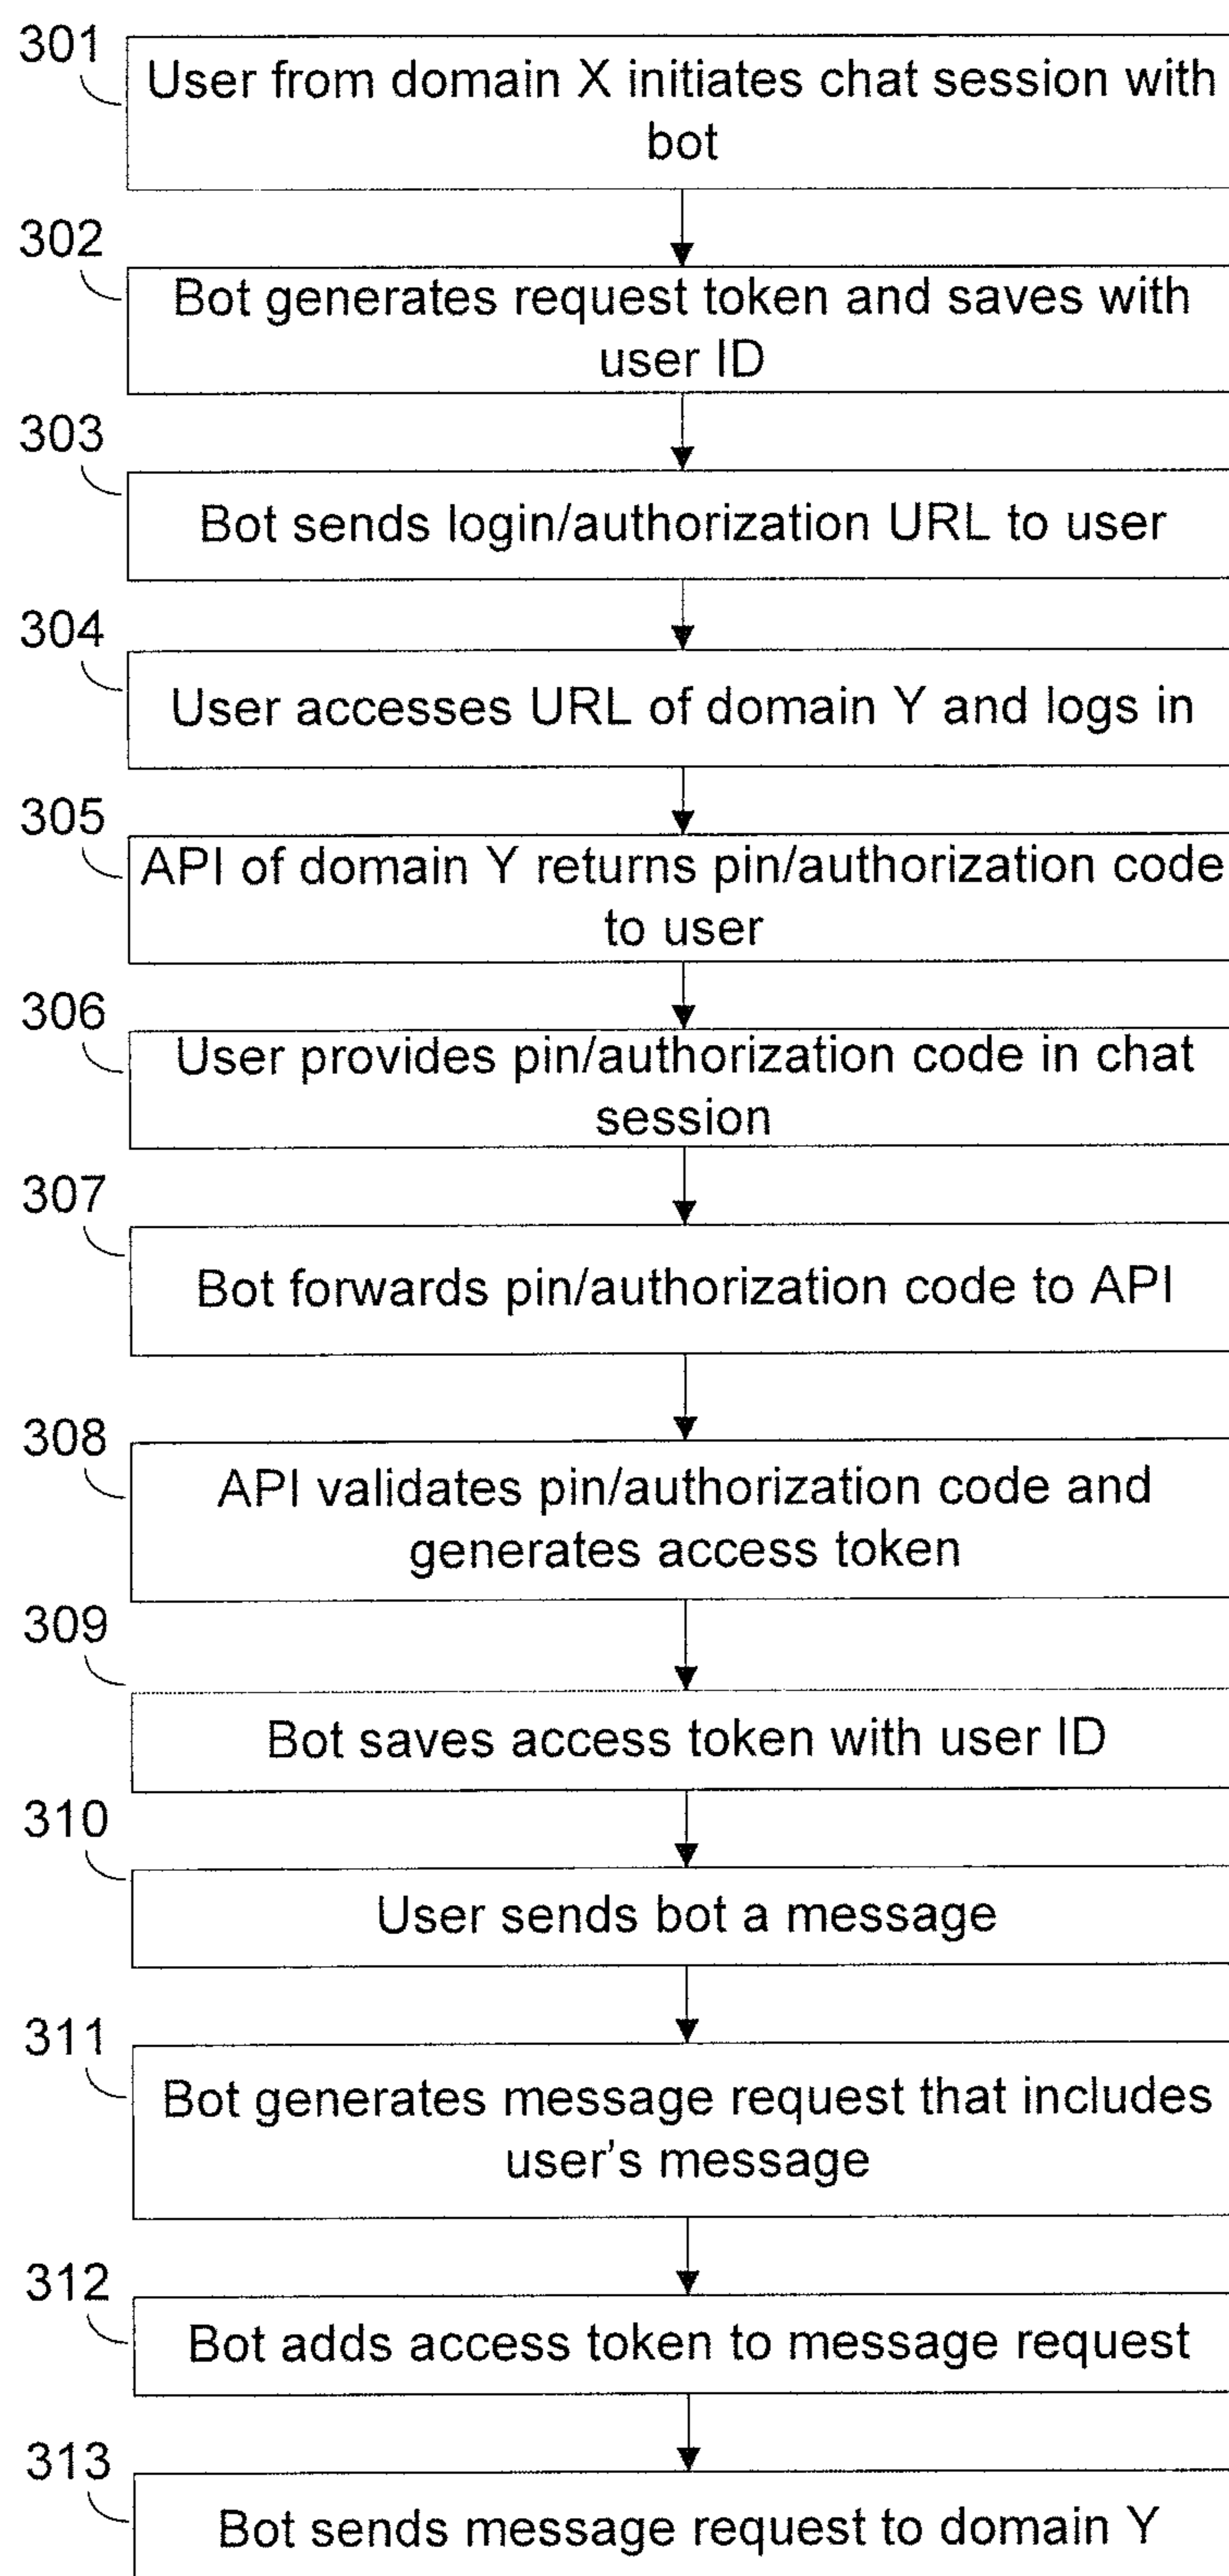 301
User from domain X initiates chat session with
bot
302
Bot generates request token and saves with
user ID
303
Bot sends login/authorization URL to user
304
User accesses URL of domain Y and logs in
305
API of domain Y returns pin/authorization code
to user
306
User provides pin/authorization code in chat
session
307
Bot forwards pin/authorization code to API
308
API validates pin/authorization code and
generates access token
309
Bot saves access token with user ID
310
User sends bot a message
311
Bot generates message request that includes
user's message
312
Bot adds access token to message request
313
Bot sends message request to domain Y